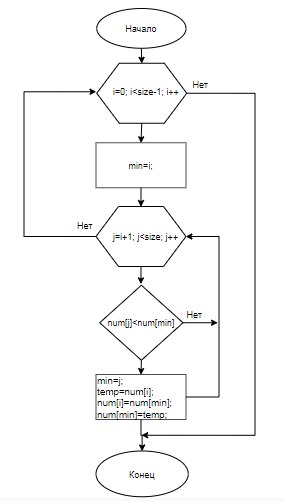 Начало
i=0; i<size-1; i++
Нет
min=i;
Нет
j=i+1; j<size; j++
num[j]<num[min]
Нет
min=j;
temp=num[i];
num[i]=num[min];
num[min]=temp;
Конец